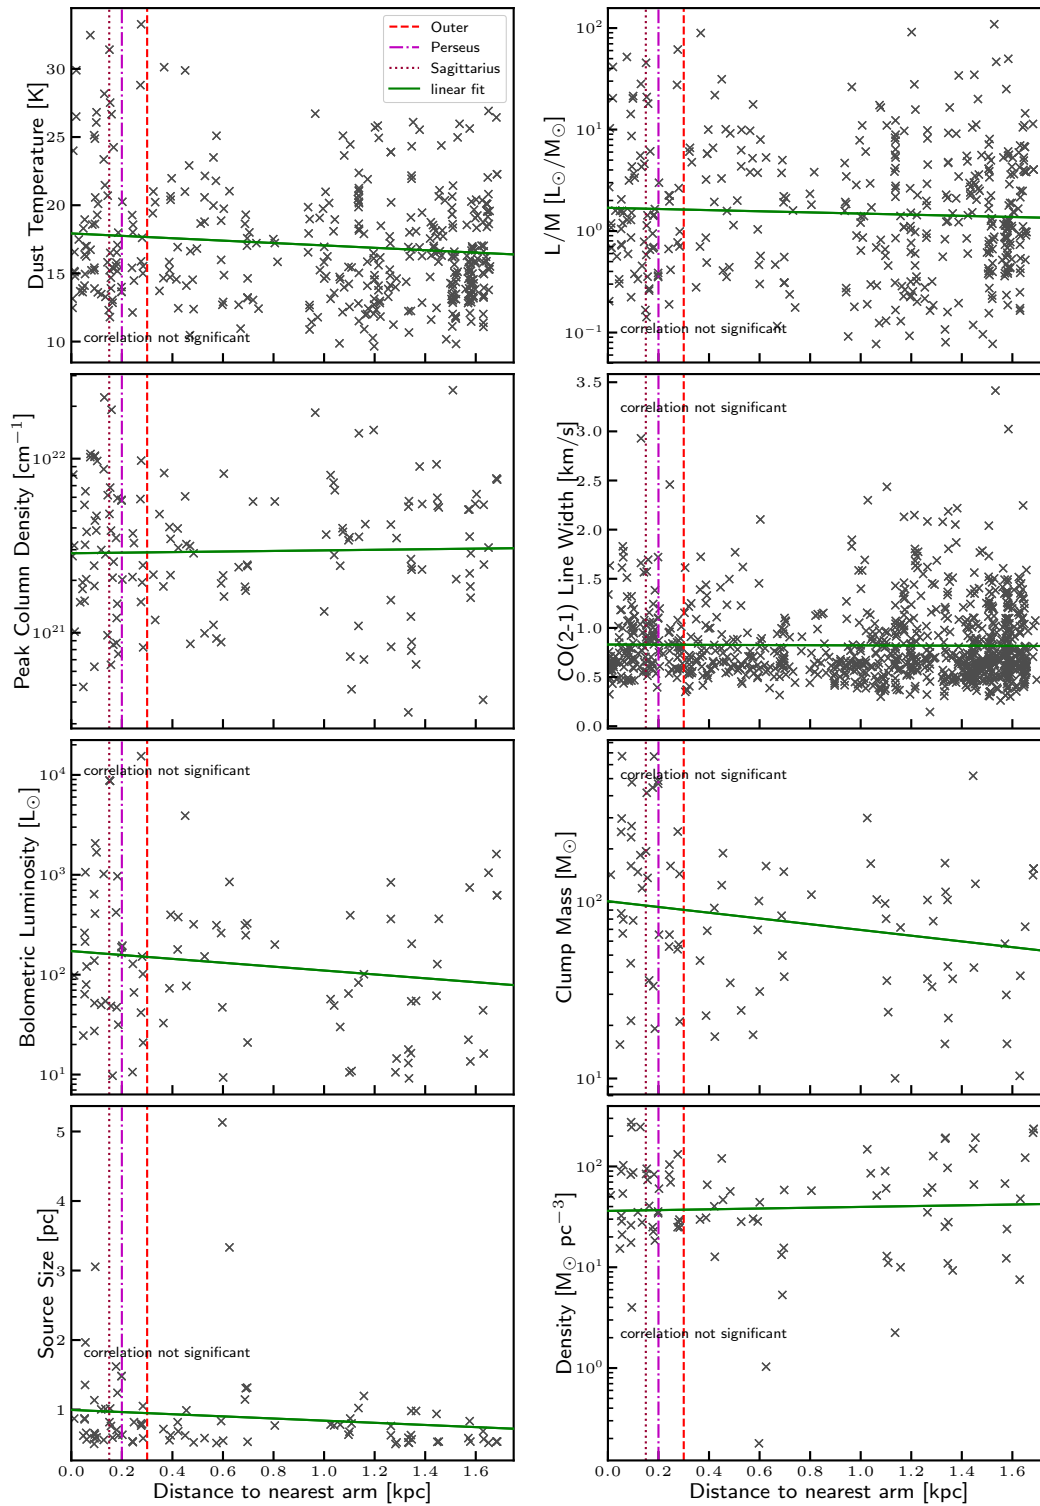 Outer
Perseus
Sagittarius
linear fit
Dust Temperature [K]
30
25
20
15
10
correlation not significant
L/M [L⊙/M⊙]
10²
10¹
10⁰
10⁻¹
correlation not significant
Peak Column Density [cm⁻¹]
10²²
10²¹
CO(2-1) Line Width [km/s]
3.5
3.0
2.5
2.0
1.5
1.0
0.5
0.0
correlation not significant
Bolometric Luminosity [L⊙]
10⁴
10³
10²
10¹
correlation not significant
Clump Mass [M⊙]
10²
10¹
correlation not significant
Source Size [pc]
5
4
3
2
1
correlation not significant
0.0 0.2 0.4 0.6 0.8 1.0 1.2 1.4 1.6
Distance to nearest arm [kpc]
Density [M⊙ pc⁻³]
10²
10¹
10⁰
correlation not significant
0.0 0.2 0.4 0.6 0.8 1.0 1.2 1.4 1.6
Distance to nearest arm [kpc]